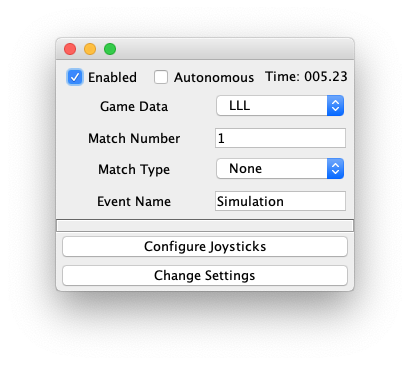 Enabled Autonomous Time: 005.23
Game Data LLL
Match Number 1
Match Type None
Event Name Simulation
Configure Joysticks
Change Settings